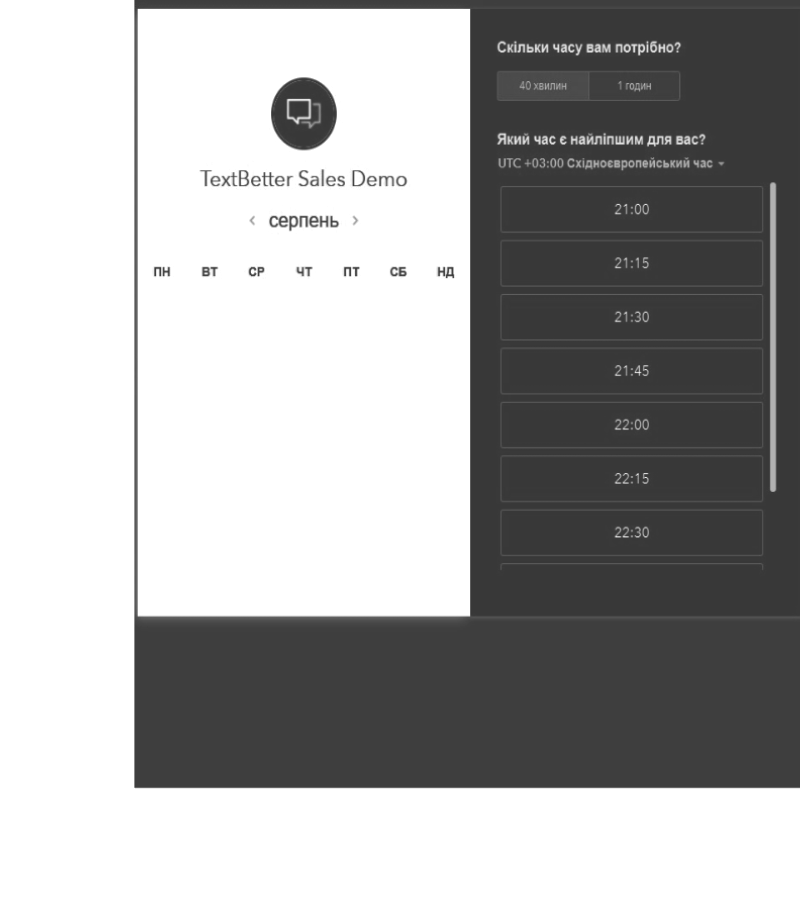 TextBetter Sales Demo
‹ серпень ›
ПН ВТ СР ЧТ ПТ СБ НД
Скільки часу вам потрібно?
40 хвилин 1 годин
Який час є найліпшим для вас?
UTC +03:00 Східноєвропейський час
21:00
21:15
21:30
21:45
22:00
22:15
22:30